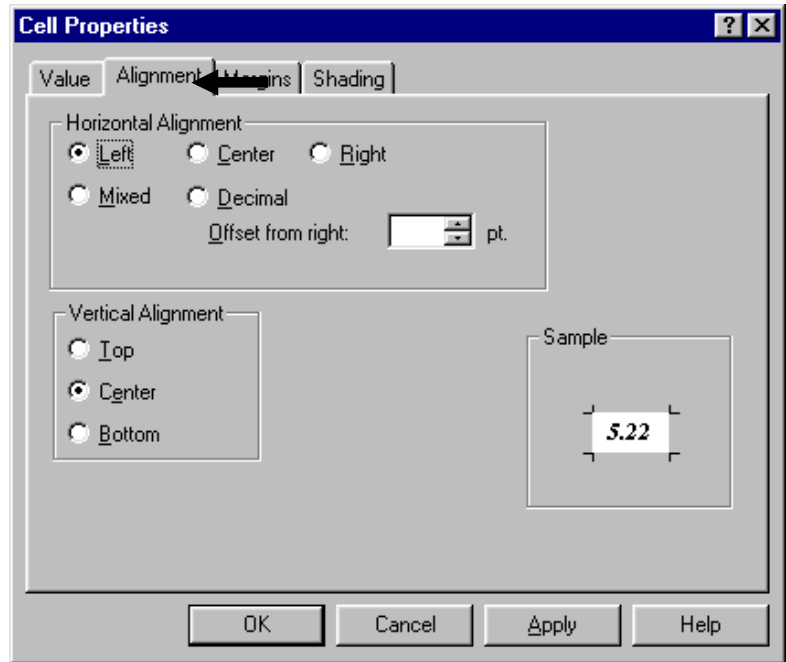 Cell Properties
Value Alignment Margins Shading
Horizontal Alignment
Left Center Right
Mixed Decimal
Offset from right: pt.
Vertical Alignment
Top
Center
Bottom
Sample
5.22
OK Cancel Apply Help